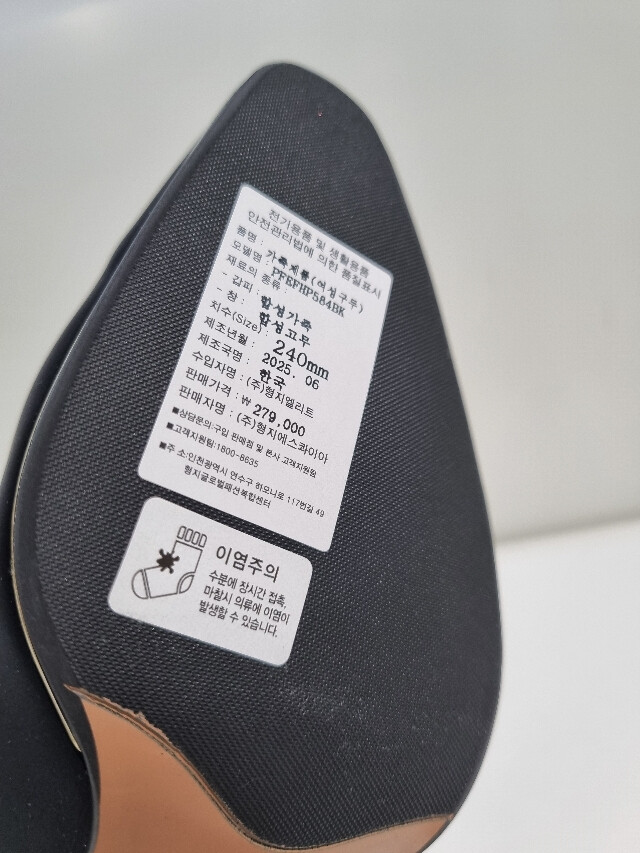 전기용품 및 생활용품
안전관리법에 의한 품질표시
품명 : 가죽제품(여성구두)
모델명 : PFEFHP584BK
재료의 종류 :
- 갑피 : 합성가죽
- 창 : 합성고무
치수(Size) : 240mm
제조년월 : 2025. 06
제조국명 : 한국
수입자명 : (주)형지엘리트
판매가격 : ₩ 279,000
판매자명 : (주)형지에스콰이아
■상담문의:구입 판매점 및 본사 고객지원팀
■고객지원팀:1800-8635
■주 소:인천광역시 연수구 하모니로 177번길 49
형지글로벌패션복합센터
이염주의
수분에 장시간 접촉,
마찰시 의류에 이염이
발생할 수 있습니다.